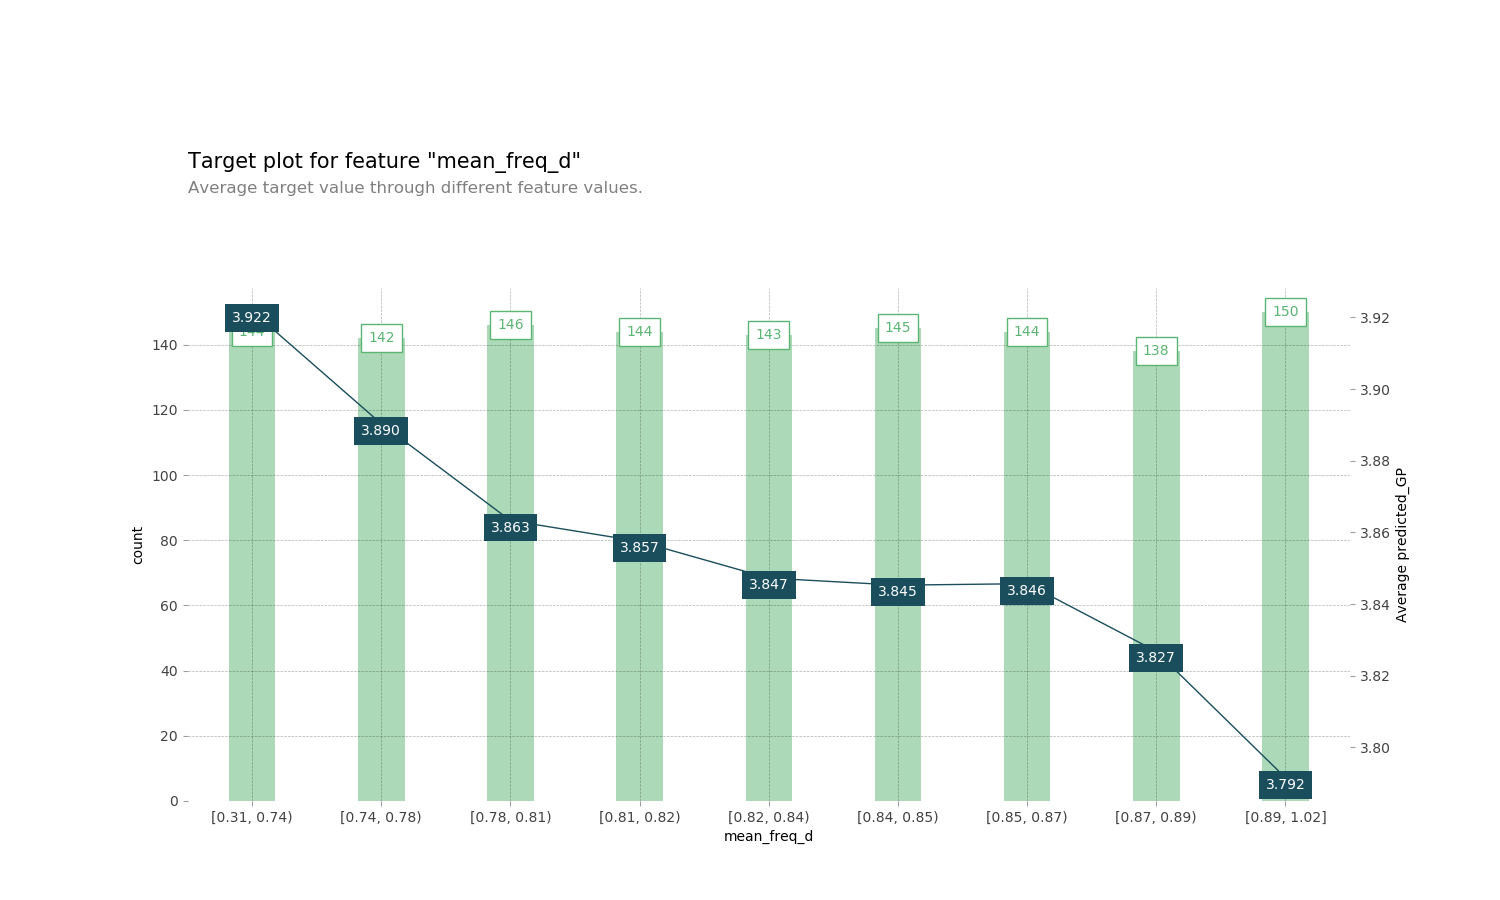 Target plot for feature "mean_freq_d"
Average target value through different feature values.
3.922 144 142 146 144 143 145 144 138 150
3.890 3.863 3.857 3.847 3.845 3.846 3.827 3.792
140
120
100
80
60
40
20
0
count
3.92
3.90
3.88
3.86
3.84
3.82
3.80
Average predicted_GP
[0.31, 0.74) [0.74, 0.78) [0.78, 0.81) [0.81, 0.82) [0.82, 0.84) [0.84, 0.85) [0.85, 0.87) [0.87, 0.89) [0.89, 1.02]
mean_freq_d